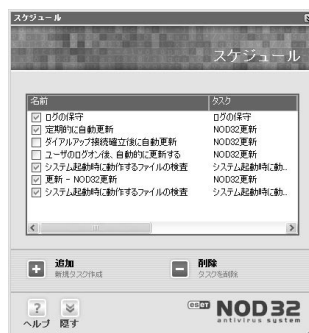 スケジュール
スケジュール
名前 タスク
ログの保守 ログの保守
定期的に自動更新 NOD32更新
ダイアルアップ接続確立後に自動更新 NOD32更新
ユーザのログオン後、自動的に更新する NOD32更新
システム起動時に動作するファイルの検査 システム起動時に動..
更新 - NOD32更新 NOD32更新
システム起動時に動作するファイルの検査 システム起動時に動..
追加 削除
新規タスク作成 タスクを削除
? eset NOD32
ヘルプ 隠す antivirus system